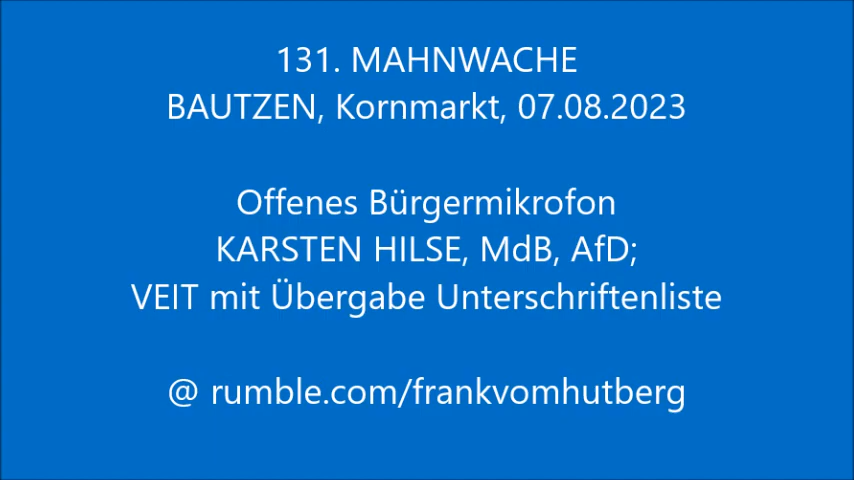 131. MAHNWACHE
BAUTZEN, Kornmarkt, 07.08.2023
Offenes Bürgermikrofon
KARSTEN HILSE, MdB, AfD;
VEIT mit Übergabe Unterschriftenliste
@ rumble.com/frankvomhutberg